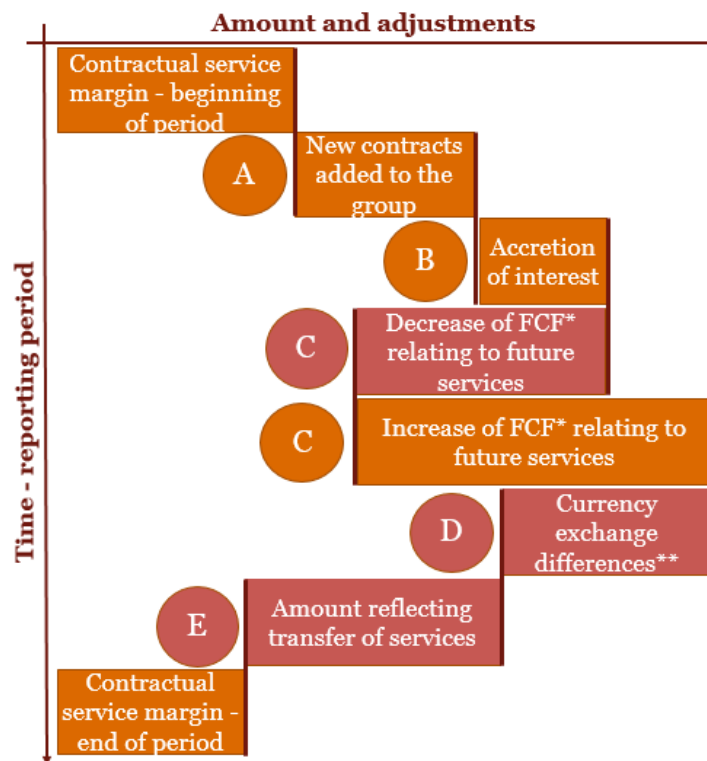 Amount and adjustments
Time - reporting period
Contractual service
margin - beginning
of period
A
New contracts
added to the
group
B
Accretion
of interest
C
Decrease of FCF*
relating to future
services
C
Increase of FCF* relating to
future services
D
Currency
exchange
differences**
E
Amount reflecting
transfer of services
Contractual
service margin -
end of period